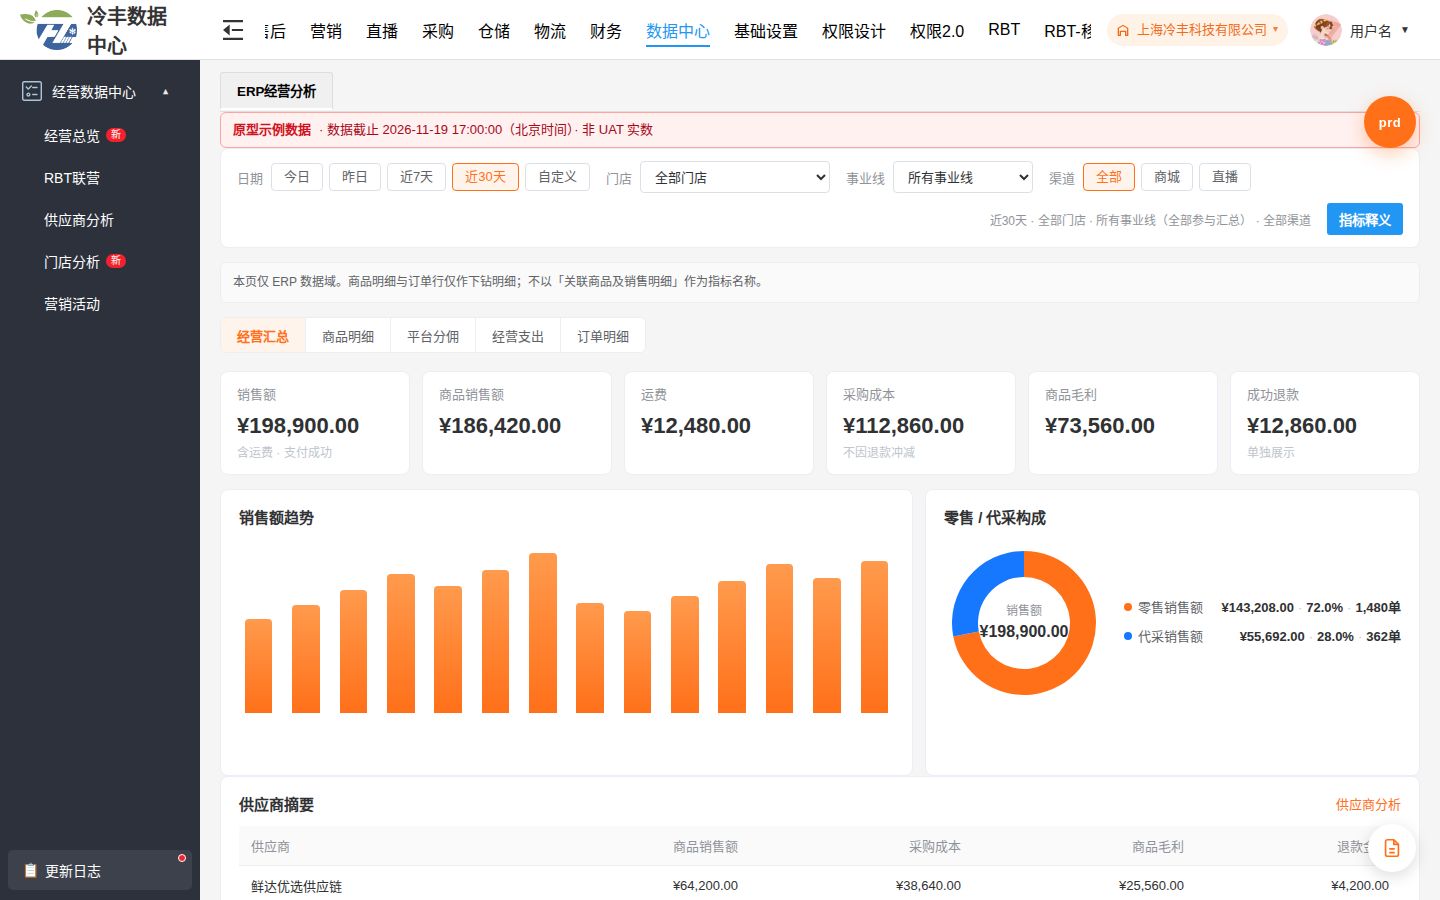 冷丰数据
中心
售后 营销 直播 采购 仓储 物流 财务 数据中心 基础设置 权限设计 权限2.0 RBT RBT-移
上海冷丰科技有限公司 ▼
用户名 ▼
经营数据中心 ▲
经营总览 新
RBT联营
供应商分析
门店分析 新
营销活动
更新日志
ERP经营分析
原型示例数据 · 数据截止 2026-11-19 17:00:00（北京时间）· 非 UAT 实数
prd
日期 今日 昨日 近7天 近30天 自定义 门店 全部门店 事业线 所有事业线 渠道 全部 商城 直播
近30天 · 全部门店 · 所有事业线（全部参与汇总） · 全部渠道 指标释义
本页仅 ERP 数据域。商品明细与订单行仅作下钻明细；不以「关联商品及销售明细」作为指标名称。
经营汇总 商品明细 平台分佣 经营支出 订单明细
销售额
¥198,900.00
含运费 · 支付成功
商品销售额
¥186,420.00
运费
¥12,480.00
采购成本
¥112,860.00
不因退款冲减
商品毛利
¥73,560.00
成功退款
¥12,860.00
单独展示
销售额趋势
零售 / 代采构成
销售额
¥198,900.00
零售销售额 ¥143,208.00 · 72.0% · 1,480单
代采销售额 ¥55,692.00 · 28.0% · 362单
供应商摘要 供应商分析
供应商 商品销售额 采购成本 商品毛利 退款
鲜达优选供应链 ¥64,200.00 ¥38,640.00 ¥25,560.00 ¥4,200.00